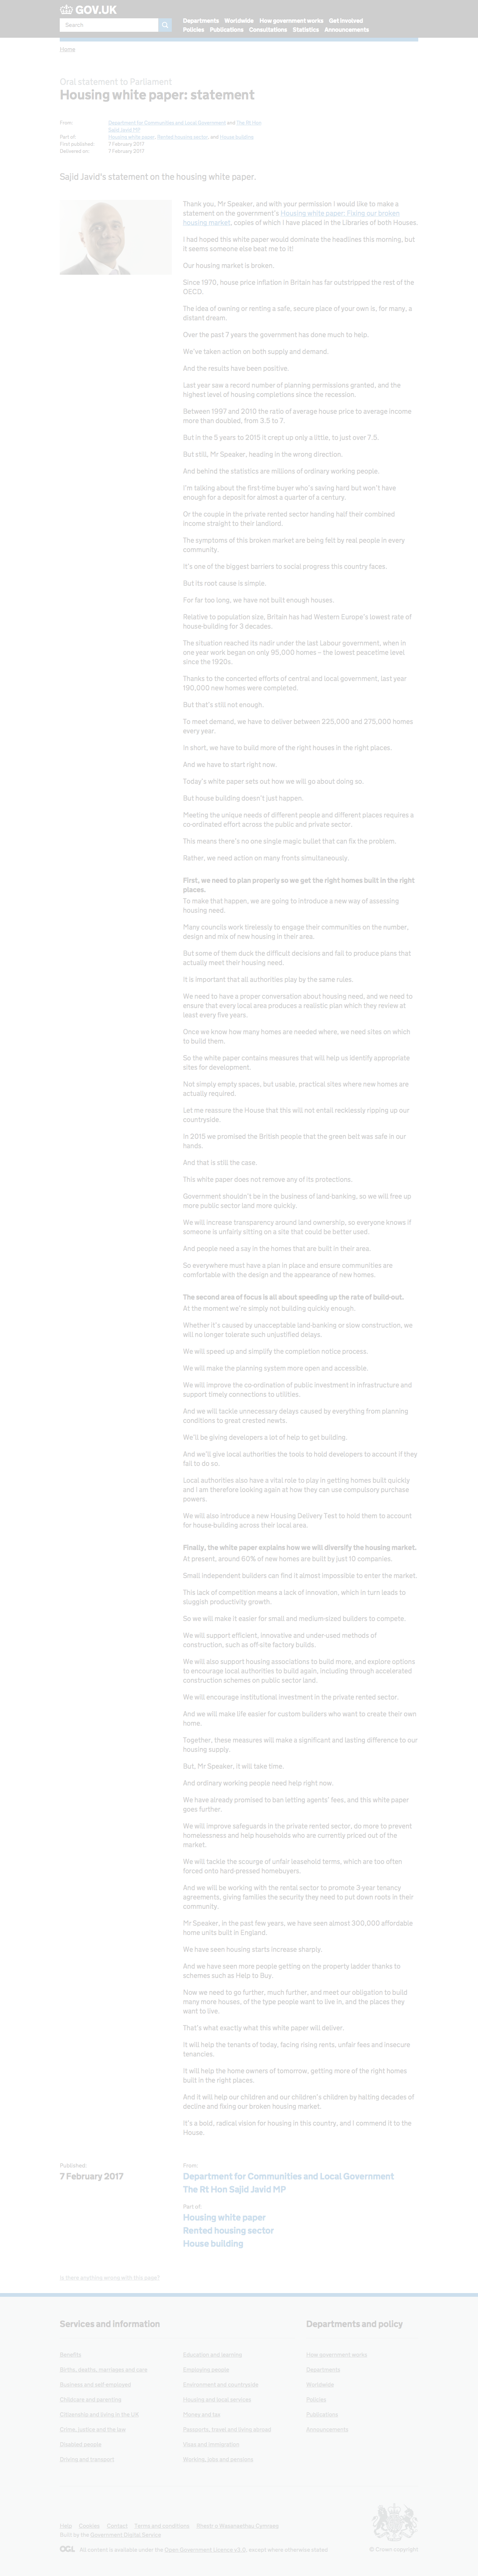 GOV.UK
Search
Departments Worldwide How government works Get involved
Policies Publications Consultations Statistics Announcements
Home
Oral statement to Parliament
Housing white paper: statement
From: Department for Communities and Local Government and The Rt Hon
Sajid Javid MP
Part of: Housing white paper, Rented housing sector, and House building
First published: 7 February 2017
Delivered on: 7 February 2017
Sajid Javid's statement on the housing white paper.
Thank you, Mr Speaker, and with your permission I would like to make a
statement on the government's Housing white paper: Fixing our broken
housing market, copies of which I have placed in the Libraries of both Houses.
I had hoped this white paper would dominate the headlines this morning, but
it seems someone else beat me to it!
Our housing market is broken.
Since 1970, house price inflation in Britain has far outstripped the rest of the
OECD.
The idea of owning or renting a safe, secure place of your own is, for many, a
distant dream.
Over the past 7 years the government has done much to help.
We've taken action on both supply and demand.
And the results have been positive.
Last year saw a record number of planning permissions granted, and the
highest level of housing completions since the recession.
Between 1997 and 2010 the ratio of average house price to average income
more than doubled, from 3.5 to 7.
But in the 5 years to 2015 it crept up only a little, to just over 7.5.
But still, Mr Speaker, heading in the wrong direction.
And behind the statistics are millions of ordinary working people.
I'm talking about the first-time buyer who's saving hard but won't have
enough for a deposit for almost a quarter of a century.
Or the couple in the private rented sector handing half their combined
income straight to their landlord.
The symptoms of this broken market are being felt by real people in every
community.
It's one of the biggest barriers to social progress this country faces.
But its root cause is simple.
For far too long, we have not built enough houses.
Relative to population size, Britain has had Western Europe's lowest rate of
house-building for 3 decades.
The situation reached its nadir under the last Labour government, when in
one year work began on only 95,000 homes – the lowest peacetime level
since the 1920s.
Thanks to the concerted efforts of central and local government, last year
190,000 new homes were completed.
But that's still not enough.
To meet demand, we have to deliver between 225,000 and 275,000 homes
every year.
In short, we have to build more of the right houses in the right places.
And we have to start right now.
Today's white paper sets out how we will go about doing so.
But house building doesn't just happen.
Meeting the unique needs of different people and different places requires a
co-ordinated effort across the public and private sector.
This means there's no one single magic bullet that can fix the problem.
Rather, we need action on many fronts simultaneously.
First, we need to plan properly so we get the right homes built in the right
places.
To make that happen, we are going to introduce a new way of assessing
housing need.
Many councils work tirelessly to engage their communities on the number,
design and mix of new housing in their area.
But some of them duck the difficult decisions and fail to produce plans that
actually meet their housing need.
It is important that all authorities play by the same rules.
We need to have a proper conversation about housing need, and we need to
ensure that every local area produces a realistic plan which they review at
least every five years.
Once we know how many homes are needed where, we need sites on which
to build them.
So the white paper contains measures that will help us identify appropriate
sites for development.
Not simply empty spaces, but usable, practical sites where new homes are
actually required.
Let me reassure the House that this will not entail recklessly ripping up our
countryside.
In 2015 we promised the British people that the green belt was safe in our
hands.
And that is still the case.
This white paper does not remove any of its protections.
Government shouldn't be in the business of land-banking, so we will free up
more public sector land more quickly.
We will increase transparency around land ownership, so everyone knows if
someone is unfairly sitting on a site that could be better used.
And people need a say in the homes that are built in their area.
So everywhere must have a plan in place and ensure communities are
comfortable with the design and the appearance of new homes.
The second area of focus is all about speeding up the rate of build-out.
At the moment we're simply not building quickly enough.
Whether it's caused by unacceptable land-banking or slow construction, we
will no longer tolerate such unjustified delays.
We will speed up and simplify the completion notice process.
We will make the planning system more open and accessible.
We will improve the co-ordination of public investment in infrastructure and
support timely connections to utilities.
And we will tackle unnecessary delays caused by everything from planning
conditions to great crested newts.
We'll be giving developers a lot of help to get building.
And we'll give local authorities the tools to hold developers to account if they
fail to do so.
Local authorities also have a vital role to play in getting homes built quickly
and I am therefore looking again at how they can use compulsory purchase
powers.
We will also introduce a new Housing Delivery Test to hold them to account
for house-building across their local area.
Finally, the white paper explains how we will diversify the housing market.
At present, around 60% of new homes are built by just 10 companies.
Small independent builders can find it almost impossible to enter the market.
This lack of competition means a lack of innovation, which in turn leads to
sluggish productivity growth.
So we will make it easier for small and medium-sized builders to compete.
We will support efficient, innovative and under-used methods of
construction, such as off-site factory builds.
We will also support housing associations to build more, and explore options
to encourage local authorities to build again, including through accelerated
construction schemes on public sector land.
We will encourage institutional investment in the private rented sector.
And we will make life easier for custom builders who want to create their own
home.
Together, these measures will make a significant and lasting difference to our
housing supply.
But, Mr Speaker, it will take time.
And ordinary working people need help right now.
We have already promised to ban letting agents' fees, and this white paper
goes further.
We will improve safeguards in the private rented sector, do more to prevent
homelessness and help households who are currently priced out of the
market.
We will tackle the scourge of unfair leasehold terms, which are too often
forced onto hard-pressed homebuyers.
And we will be working with the rental sector to promote 3-year tenancy
agreements, giving families the security they need to put down roots in their
community.
Mr Speaker, in the past few years, we have seen almost 300,000 affordable
home units built in England.
We have seen housing starts increase sharply.
And we have seen more people getting on the property ladder thanks to
schemes such as Help to Buy.
Now we need to go further, much further, and meet our obligation to build
many more houses, of the type people want to live in, and the places they
want to live.
That's what exactly what this white paper will deliver.
It will help the tenants of today, facing rising rents, unfair fees and insecure
tenancies.
It will help the home owners of tomorrow, getting more of the right homes
built in the right places.
And it will help our children and our children's children by halting decades of
decline and fixing our broken housing market.
It's a bold, radical vision for housing in this country, and I commend it to the
House.
Published: From:
7 February 2017 Department for Communities and Local Government
The Rt Hon Sajid Javid MP
Part of:
Housing white paper
Rented housing sector
House building
Is there anything wrong with this page?
Services and information Departments and policy
Benefits Education and learning How government works
Births, deaths, marriages and care Employing people Departments
Business and self-employed Environment and countryside Worldwide
Childcare and parenting Housing and local services Policies
Citizenship and living in the UK Money and tax Publications
Crime, justice and the law Passports, travel and living abroad Announcements
Disabled people Visas and immigration
Driving and transport Working, jobs and pensions
Help Cookies Contact Terms and conditions Rhestr o Wasanaethau Cymraeg
Built by the Government Digital Service
OGL All content is available under the Open Government Licence v3.0, except where otherwise stated © Crown copyright